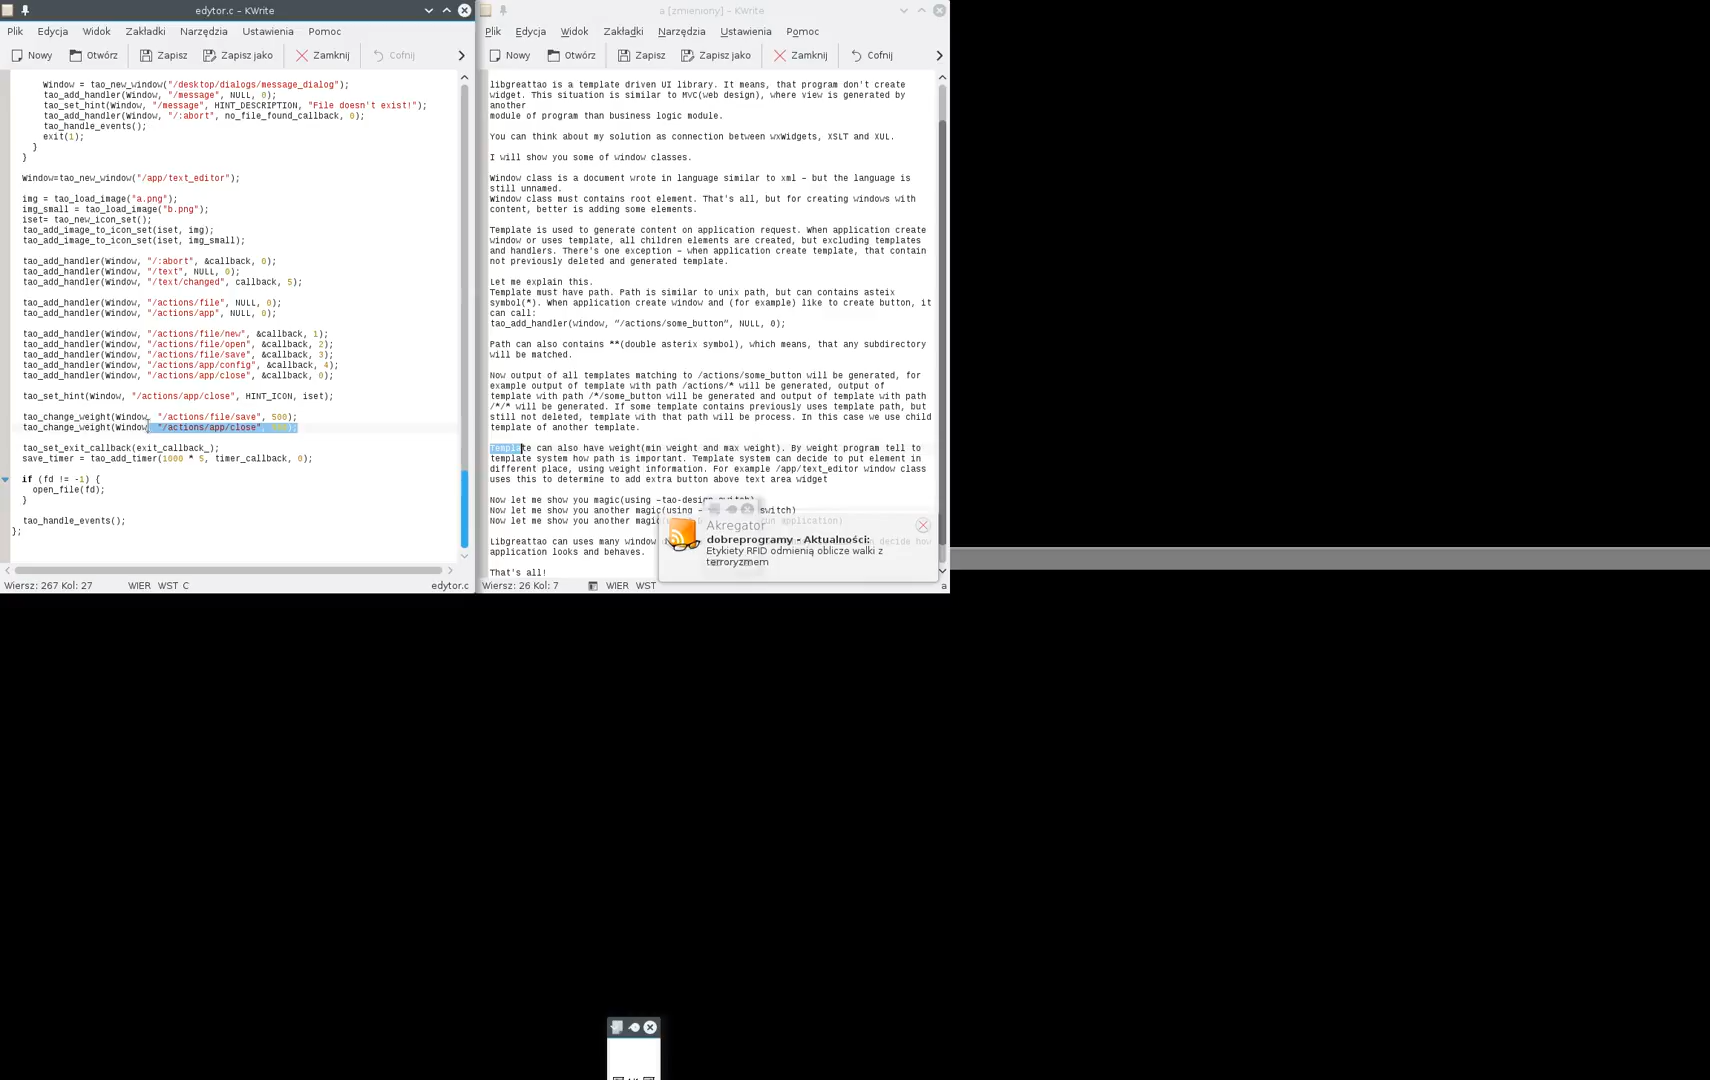 edytor.c – KWrite
Plik Edycja Widok Zakładki Narzędzia Ustawienia Pomoc
Nowy Otwórz Zapisz Zapisz jako Zamknij Cofnij
Window = tao_new_window("/desktop/dialogs/message_dialog");
tao_add_handler(Window, "/message", NULL, 0);
tao_set_hint(Window, "/message", HINT_DESCRIPTION, "File doesn't exist!");
tao_add_handler(Window, "/:abort", no_file_found_callback, 0);
tao_handle_events();
exit(1);
}
}
Window=tao_new_window("/app/text_editor");
img = tao_load_image("a.png");
img_small = tao_load_image("b.png");
iset= tao_new_icon_set();
tao_add_image_to_icon_set(iset, img);
tao_add_image_to_icon_set(iset, img_small);
tao_add_handler(Window, "/:abort", &callback, 0);
tao_add_handler(Window, "/text", NULL, 0);
tao_add_handler(Window, "/text/changed", callback, 5);
tao_add_handler(Window, "/actions/file", NULL, 0);
tao_add_handler(Window, "/actions/app", NULL, 0);
tao_add_handler(Window, "/actions/file/new", &callback, 1);
tao_add_handler(Window, "/actions/file/open", &callback, 2);
tao_add_handler(Window, "/actions/file/save", &callback, 3);
tao_add_handler(Window, "/actions/app/config", &callback, 4);
tao_add_handler(Window, "/actions/app/close", &callback, 0);
tao_set_hint(Window, "/actions/app/close", HINT_ICON, iset);
tao_change_weight(Window, "/actions/file/save", 500);
tao_change_weight(Window, "/actions/app/close",
tao_set_exit_callback(exit_callback_);
save_timer = tao_add_timer(1000 * 5, timer_callback, 0);
if (fd != -1) {
open_file(fd);
}
tao_handle_events();
};
Wiersz: 267 Kol: 27 WIER WST C edytor.c
a [zmieniony] – KWrite
Plik Edycja Widok Zakładki Narzędzia Ustawienia Pomoc
Nowy Otwórz Zapisz Zapisz jako Zamknij Cofnij
libgreattao is a template driven UI library. It means, that program don't create
widget. This situation is similar to MVC(web design), where view is generated by
another
module of program than business logic module.
You can think about my solution as connection between wxWidgets, XSLT and XUL.
I will show you some of window classes.
Window class is a document wrote in language similar to xml – but the language is
still unnamed.
Window class must contains root element. That's all, but for creating windows with
content, better is adding some elements.
Template is used to generate content on application request. When application create
window or uses template, all children elements are created, but excluding templates
and handlers. There's one exception – when application create template, that contain
not previously deleted and generated template.
Let me explain this.
Template must have path. Path is similar to unix path, but can contains asteix
symbol(*). When application create window and (for example) like to create button, it
can call:
tao_add_handler(window, “/actions/some_button”, NULL, 0);
Path can also contains **(double asterix symbol), which means, that any subdirectory
will be matched.
Now output of all templates matching to /actions/some_button will be generated, for
example output of template with path /actions/* will be generated, output of
template with path /*/some_button will be generated and output of template with path
/*/* will be generated. If some template contains previously uses template path, but
still not deleted, template with that path will be process. In this case we use child
template of another template.
Template can also have weight(min weight and max weight). By weight program tell to
template system how path is important. Template system can decide to put element in
different place, using weight information. For example /app/text_editor window class
uses this to determine to add extra button above text area widget
Now let me show you magic(using –tao-design switch)
Now let me show you another magic(using – switch)
Now let me show you another magic( run application)
Libgreattao can uses many window decide how
application looks and behaves.
That's all!
Wiersz: 26 Kol: 7 WIER WST a
Akregator
dobreprogramy – Aktualności:
Etykiety RFID odmienią oblicze walki z
terroryzmem